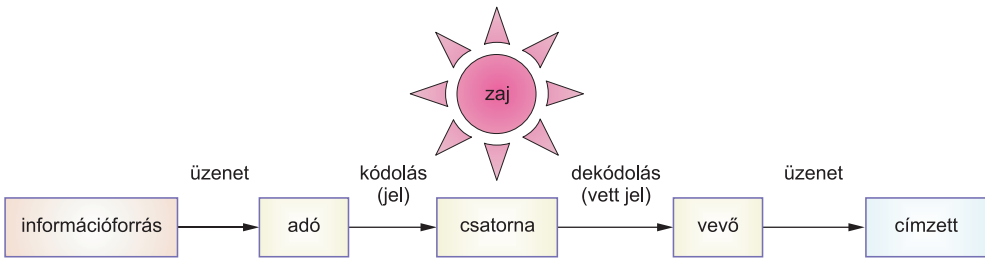 zaj
üzenet
kódolás
(jel)
dekódolás
(vett jel)
üzenet
információforrás
adó
csatorna
vevő
címzett